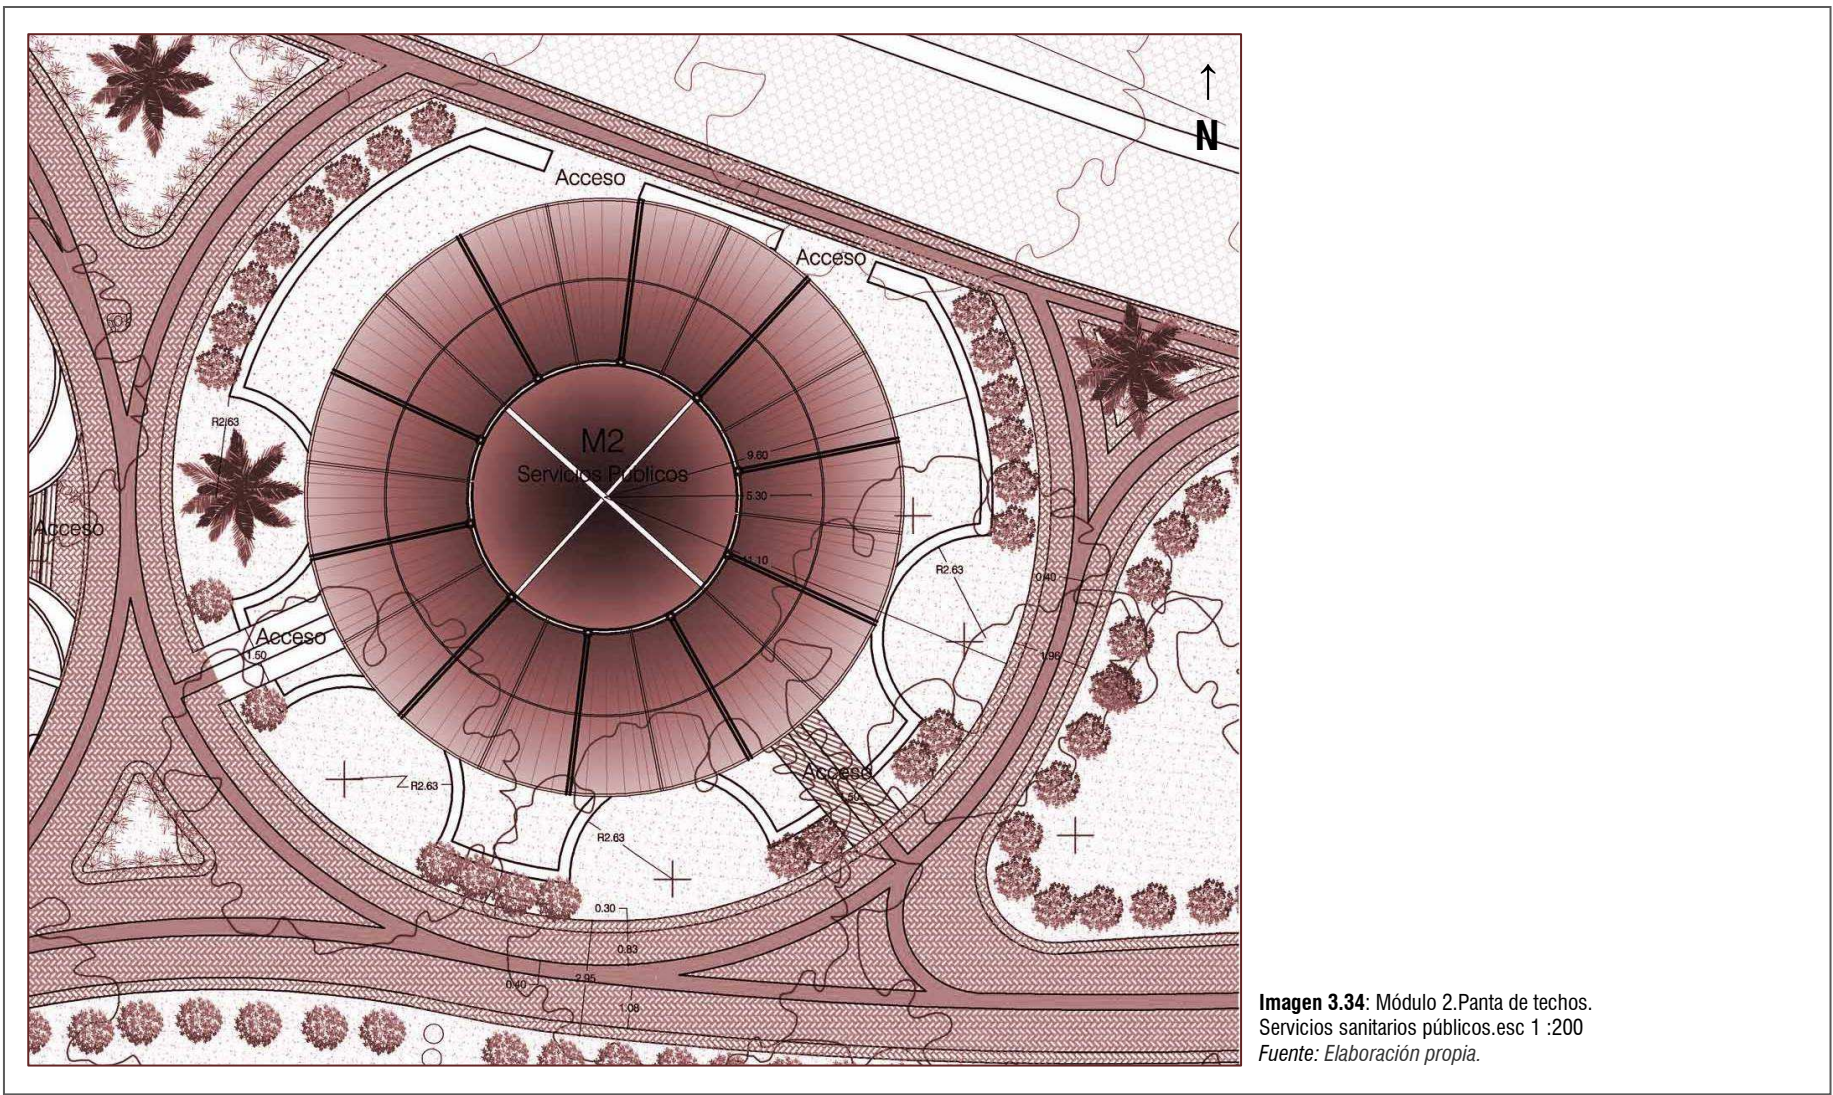 N
Acceso
Acceso
R2.63
M2
Servicios Públicos
9.60
5.30
11.10
Acceso
R2.63
0.40
Acceso
1.50
1.96
R2.63
Acceso
R2.63
0.30
0.83
2.95
0.40
1.08
Imagen 3.34: Módulo 2.Panta de techos.
Servicios sanitarios públicos.esc 1 :200
Fuente: Elaboración propia.